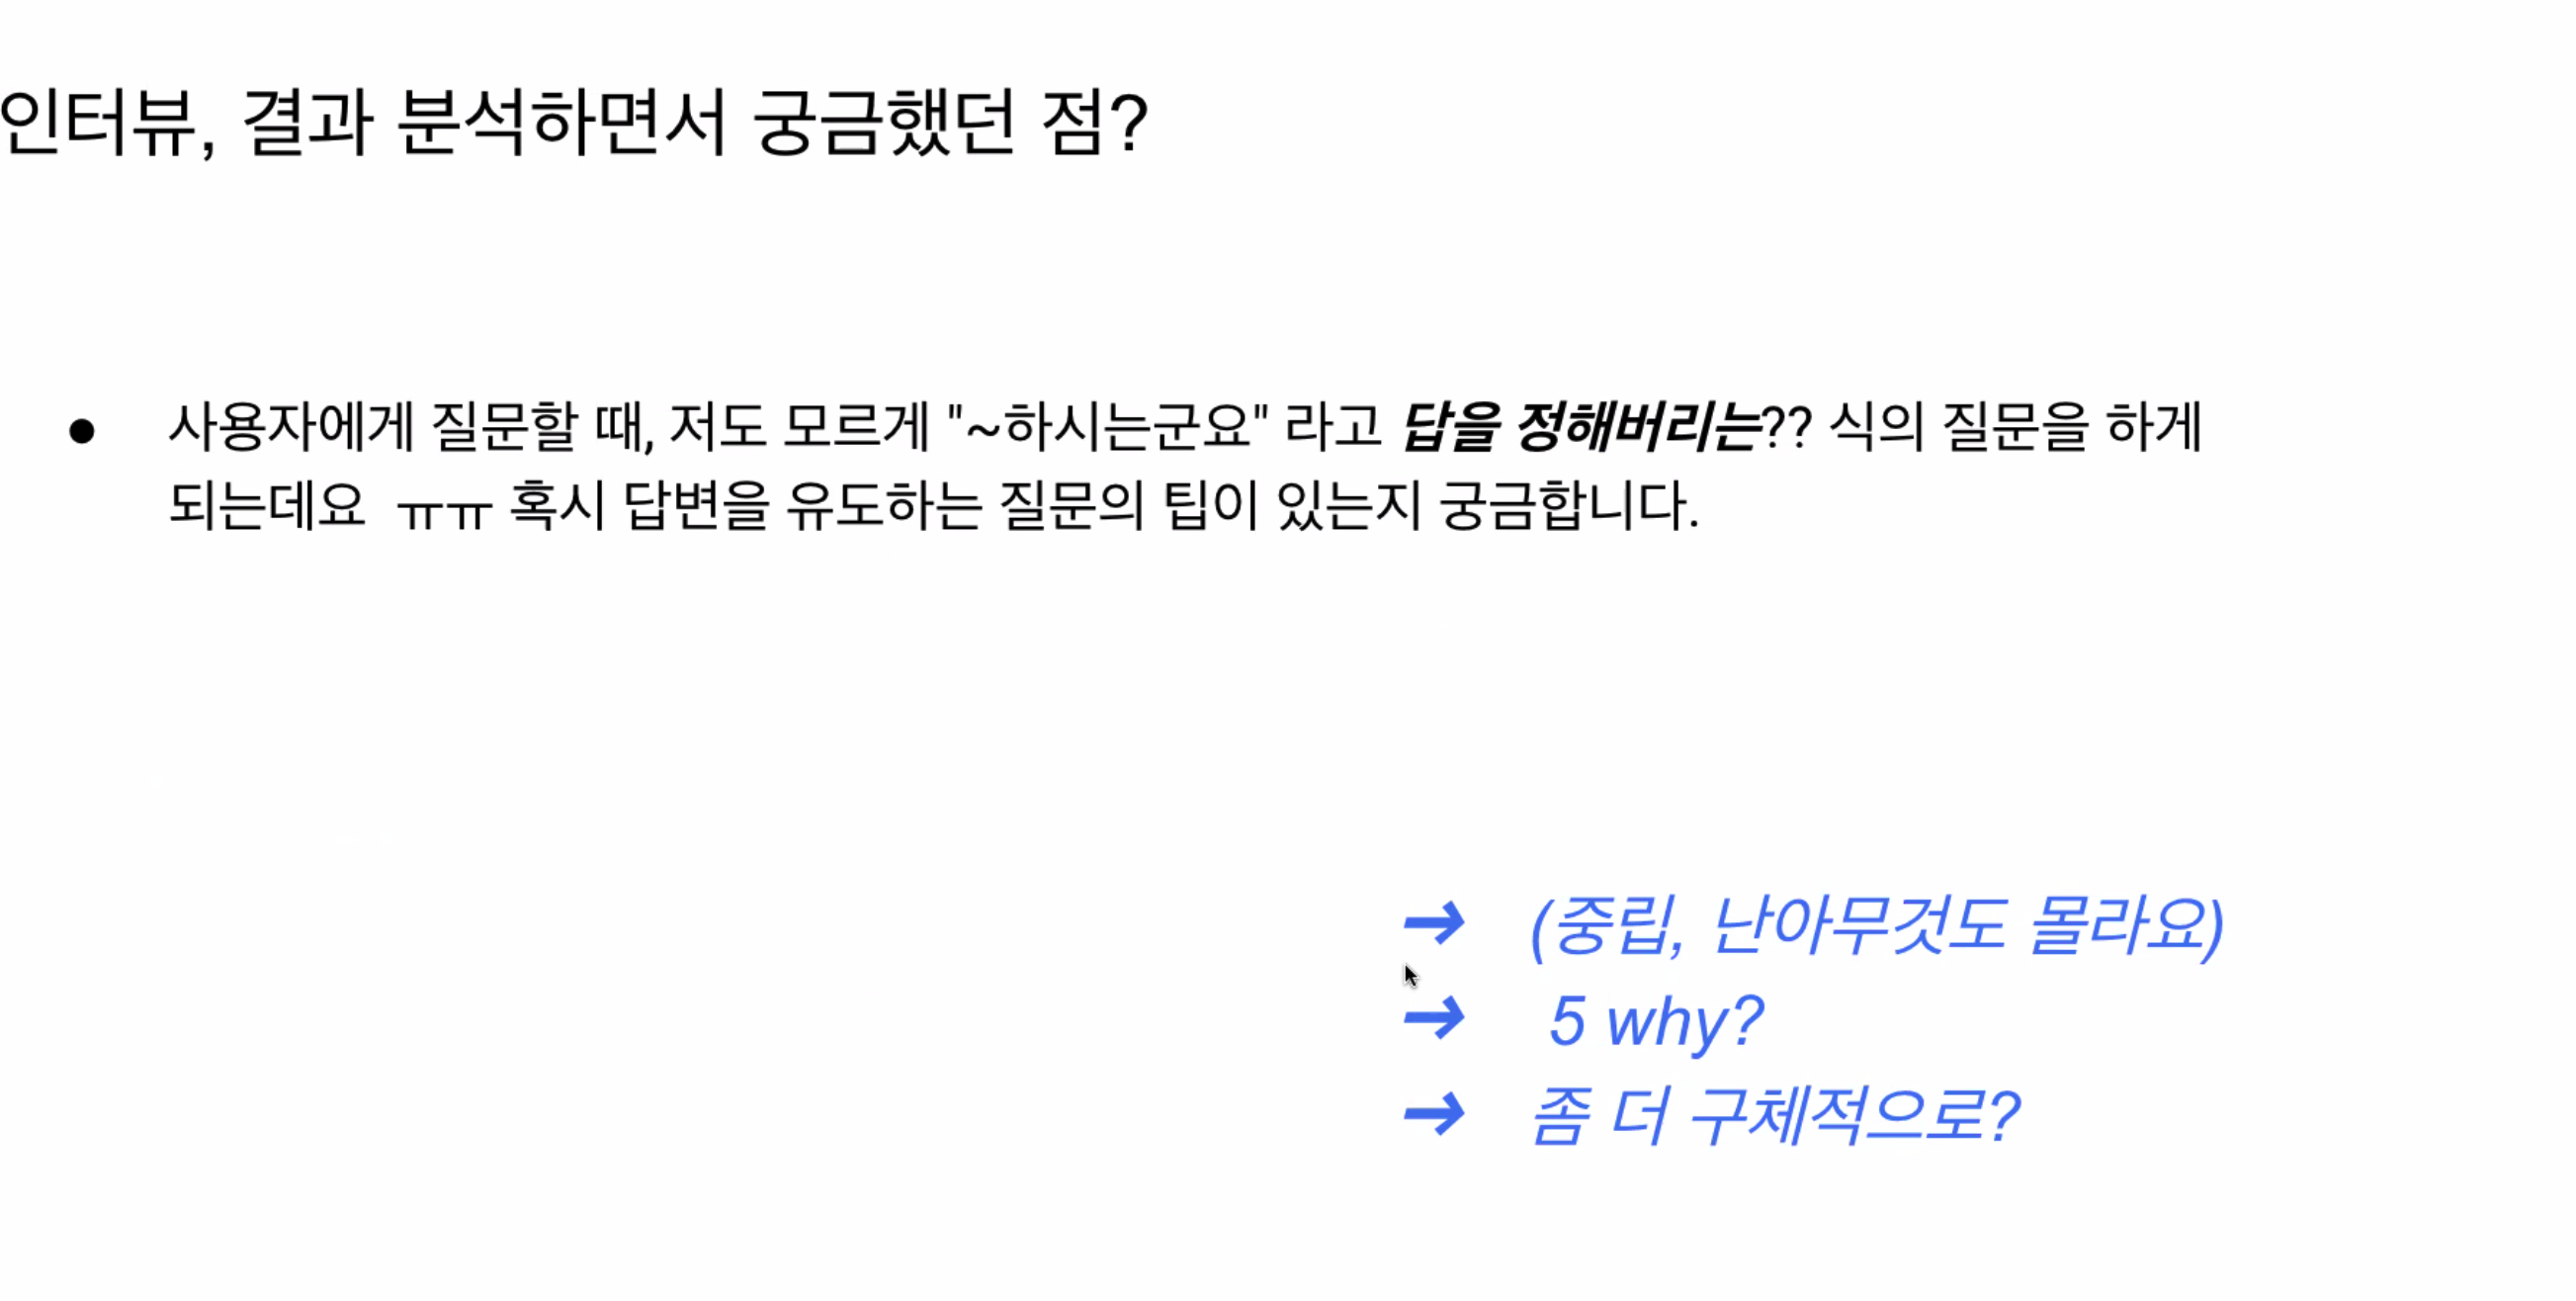 인터뷰, 결과 분석하면서 궁금했던 점?
● 사용자에게 질문할 때, 저도 모르게 "~하시는군요" 라고 답을 정해버리는?? 식의 질문을 하게
되는데요 ㅠㅠ 혹시 답변을 유도하는 질문의 팁이 있는지 궁금합니다.
➔ (중립, 난아무것도 몰라요)
➔ 5 why?
➔ 좀 더 구체적으로?